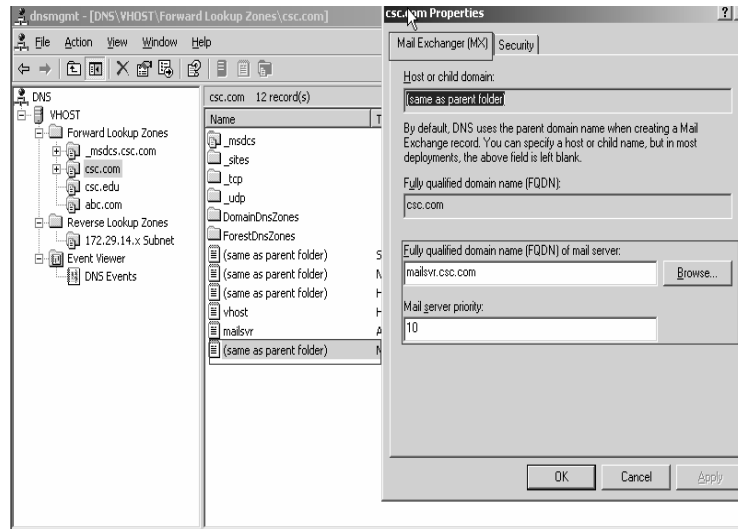 dnsmgmt - [DNS\VHOST\Forward Lookup Zones\csc.com]
File Action View Window Help
DNS
VHOST
Forward Lookup Zones
_msdcs.csc.com
csc.com
csc.edu
abc.com
Reverse Lookup Zones
172.29.14.x Subnet
Event Viewer
DNS Events
csc.com 12 record(s)
Name T
_msdcs
_sites
_tcp
_udp
DomainDnsZones
ForestDnsZones
(same as parent folder) S
(same as parent folder) N
(same as parent folder) H
vhost H
mailsvr A
(same as parent folder) N
csc.com Properties ?
Mail Exchanger (MX) Security
Host or child domain:
(same as parent folder)
By default, DNS uses the parent domain name when creating a Mail
Exchange record. You can specify a host or child name, but in most
deployments, the above field is left blank.
Fully qualified domain name (FQDN):
csc.com
Fully qualified domain name (FQDN) of mail server:
mailsvr.csc.com
Browse...
Mail server priority:
10
OK Cancel Apply